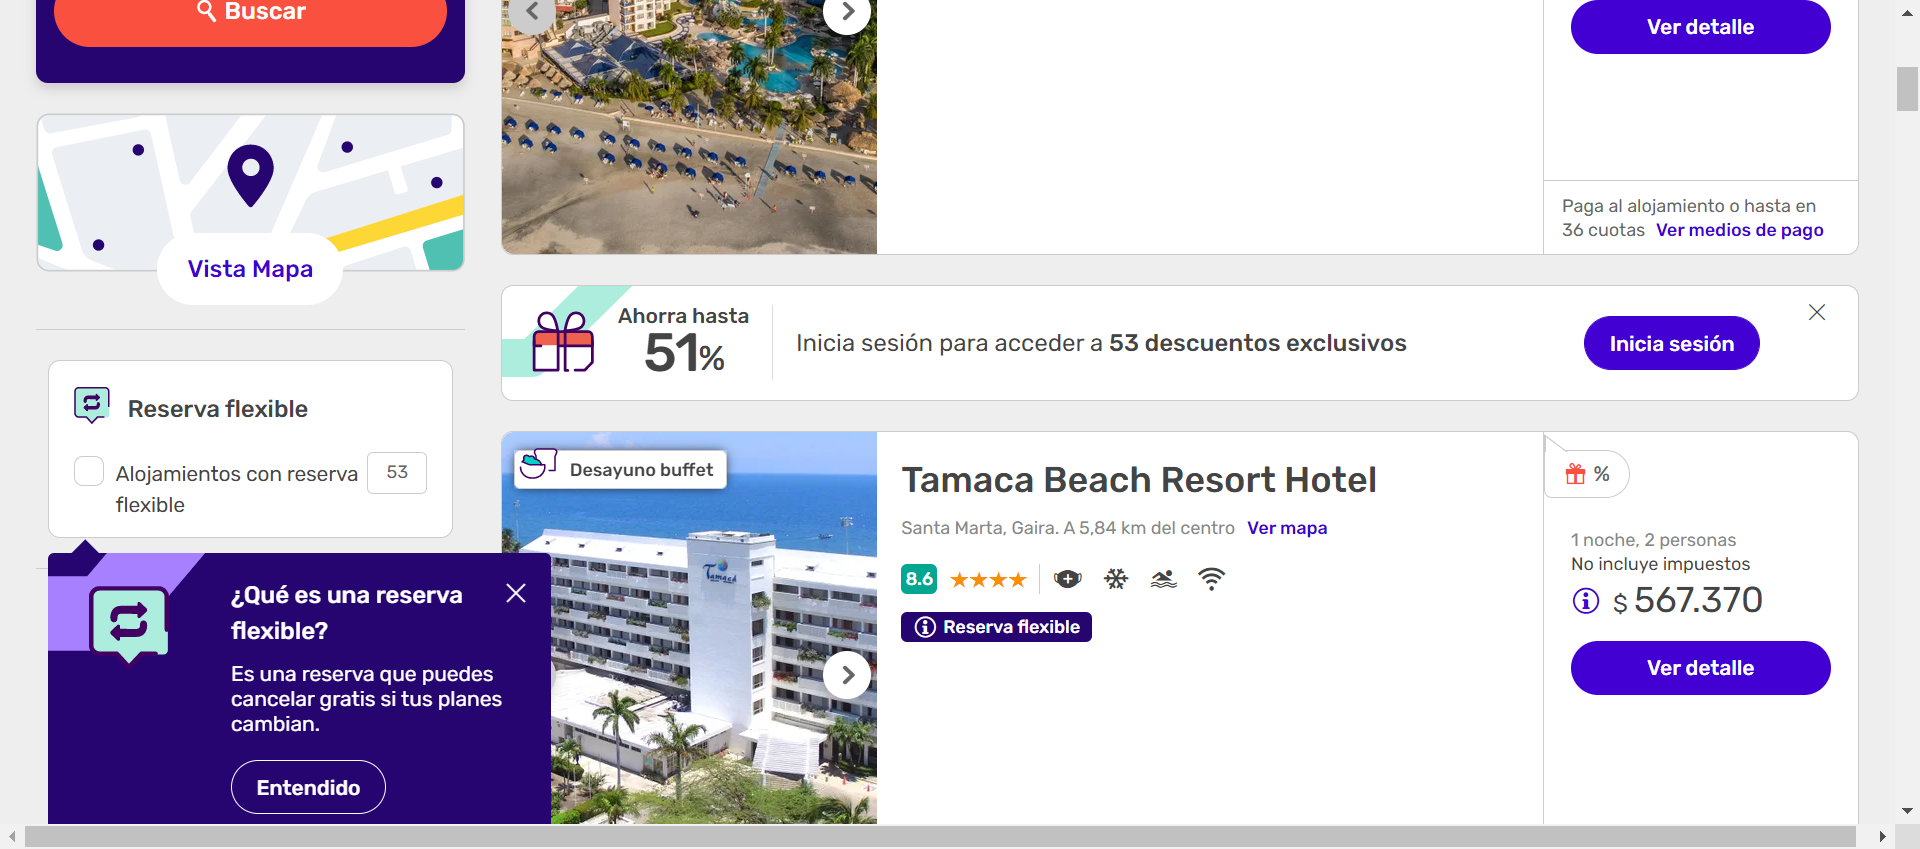 Buscar
Vista Mapa
Reserva flexible
Alojamientos con reserva
flexible
53
¿Qué es una reserva
flexible?
Es una reserva que puedes
cancelar gratis si tus planes
cambian.
Entendido
Ver detalle
Paga al alojamiento o hasta en
36 cuotas Ver medios de pago
Ahorra hasta
51%
Inicia sesión para acceder a 53 descuentos exclusivos
Inicia sesión
Desayuno buffet
Tamacá
Tamaca Beach Resort Hotel
Santa Marta, Gaira. A 5,84 km del centro Ver mapa
8.6
Reserva flexible
%
1 noche, 2 personas
No incluye impuestos
$ 567.370
Ver detalle